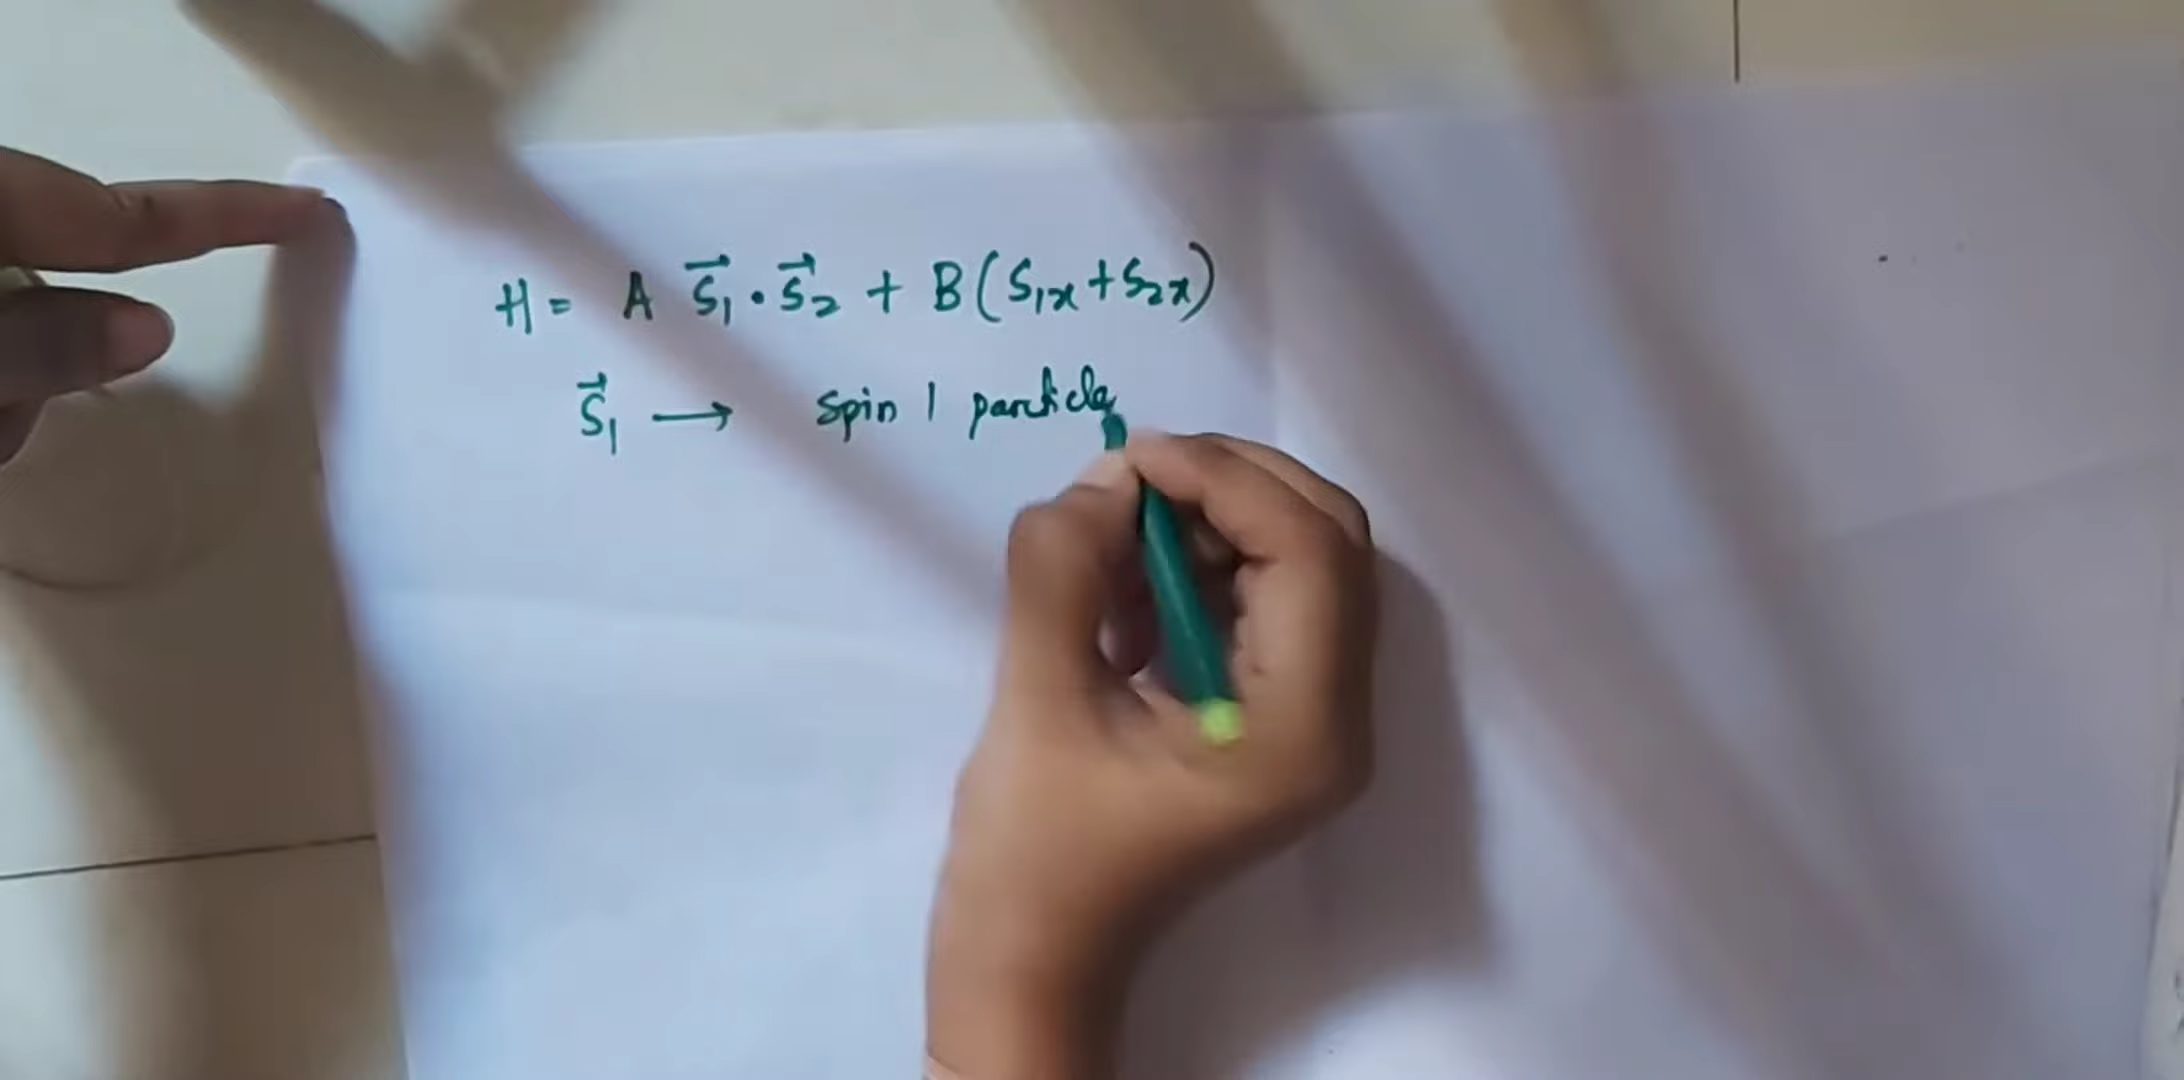 H = A S⃗₁ · S⃗₂ + B(S₁ₓ + S₂ₓ)
S⃗₁ → spin 1 particle